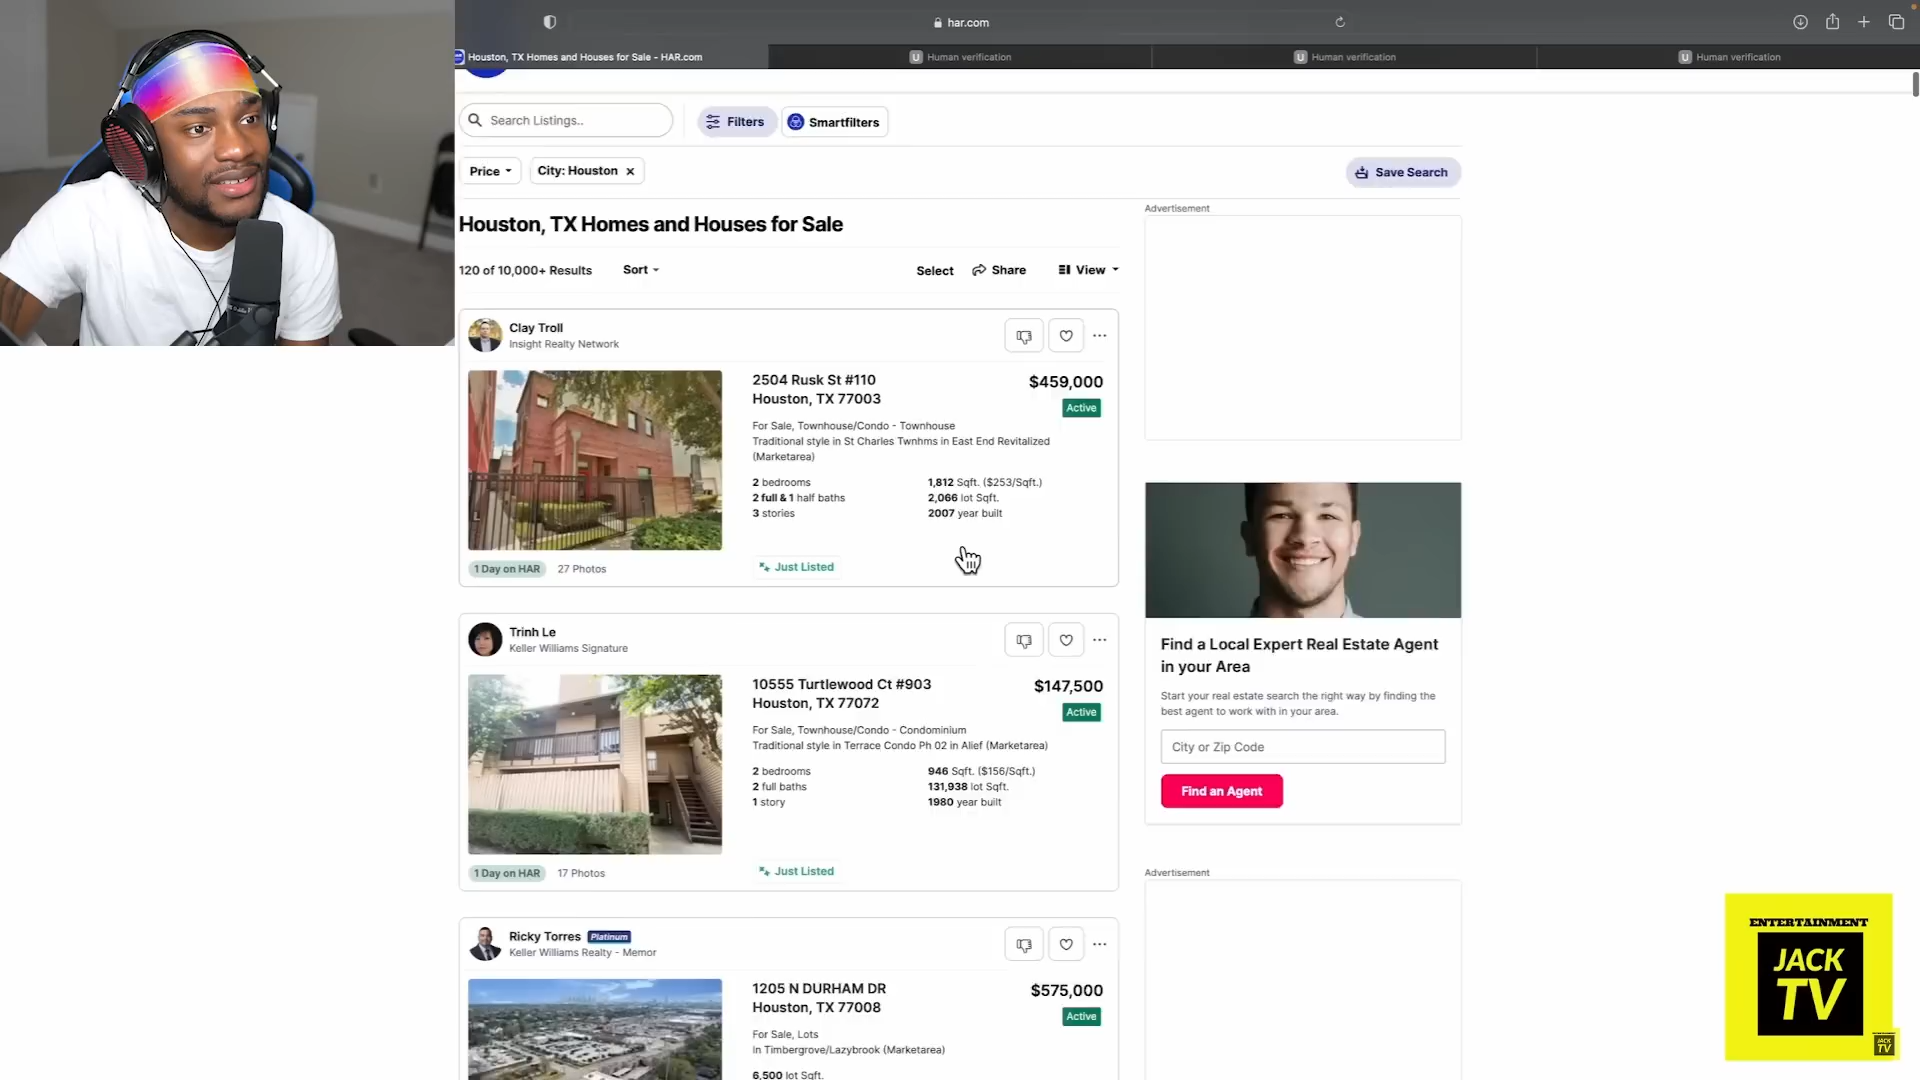 har.com
Houston, TX Homes and Houses for Sale - HAR.com
U Human verification
U Human verification
U Human verification
Search Listings..
Filters
Smartfilters
Price
City: Houston ×
Save Search
Houston, TX Homes and Houses for Sale
120 of 10,000+ Results
Sort
Select
Share
View
Advertisement
Clay Troll
Insight Realty Network
2504 Rusk St #110
Houston, TX 77003
$459,000
Active
For Sale, Townhouse/Condo - Townhouse
Traditional style in St Charles Twnhms in East End Revitalized
(Marketarea)
2 bedrooms
1,812 Sqft. ($253/Sqft.)
2 full & 1 half baths
2,066 lot Sqft.
3 stories
2007 year built
1 Day on HAR
27 Photos
Just Listed
Trinh Le
Keller Williams Signature
10555 Turtlewood Ct #903
Houston, TX 77072
$147,500
Active
For Sale, Townhouse/Condo - Condominium
Traditional style in Terrace Condo Ph 02 in Alief (Marketarea)
2 bedrooms
946 Sqft. ($156/Sqft.)
2 full baths
131,938 lot Sqft.
1 story
1980 year built
1 Day on HAR
17 Photos
Just Listed
Ricky Torres Platinum
Keller Williams Realty - Memor
1205 N DURHAM DR
Houston, TX 77008
$575,000
Active
For Sale, Lots
In Timbergrove/Lazybrook (Marketarea)
6,500 lot Sqft.
Find a Local Expert Real Estate Agent
in your Area
Start your real estate search the right way by finding the
best agent to work with in your area.
City or Zip Code
Find an Agent
Advertisement
ENTERTAINMENT
JACK
TV
JACK
TV